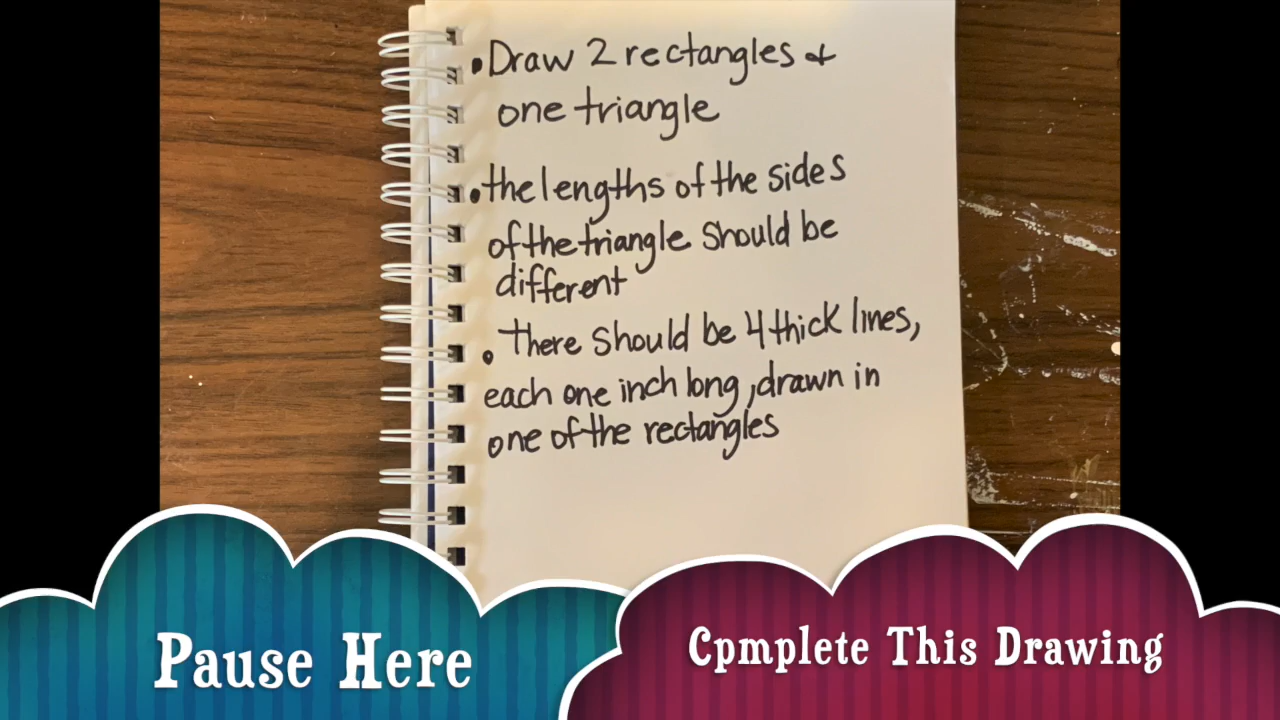 • Draw 2 rectangles &
one triangle
• the lengths of the sides
of the triangle should be
different
• There should be 4 thick lines,
each one inch long, drawn in
one of the rectangles
Pause Here
Cpmplete This Drawing